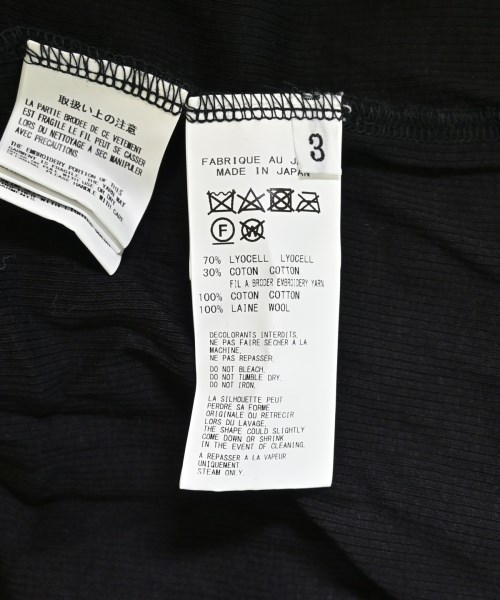 取扱い上の注意
LA PARTIE BRODEE DE CE VETEMENT
EST FRAGILE LE FIL PEUT SE CASSER
LORS DU NETTOYAGE A SEC MANIPULER
AVEC PRECAUTIONS.
THE EMBROIDERY PORTION OF THIS
3
FABRIQUE AU
MADE IN JAPAN
F W
70% LYOCELL LYOCELL
30% COTON COTTON
FIL A BRODER EMBROIDERY YARN
100% COTON COTTON
100% LAINE WOOL
DECOLORANTS INTERDITS.
NE PAS FAIRE SECHER A LA
MACHINE.
NE PAS REPASSER.
DO NOT BLEACH.
DO NOT TUMBLE DRY.
DO NOT IRON.
LA SILHOUETTE PEUT
PERDRE SA FORME
ORIGINALE OU RETRECIR
LORS DU LAVAGE.
THE SHAPE COULD SLIGHTLY
COME DOWN OR SHRINK
IN THE EVENT OF CLEANING.
A REPASSER A LA VAPEUR
UNIQUEMENT.
STEAM ONLY.